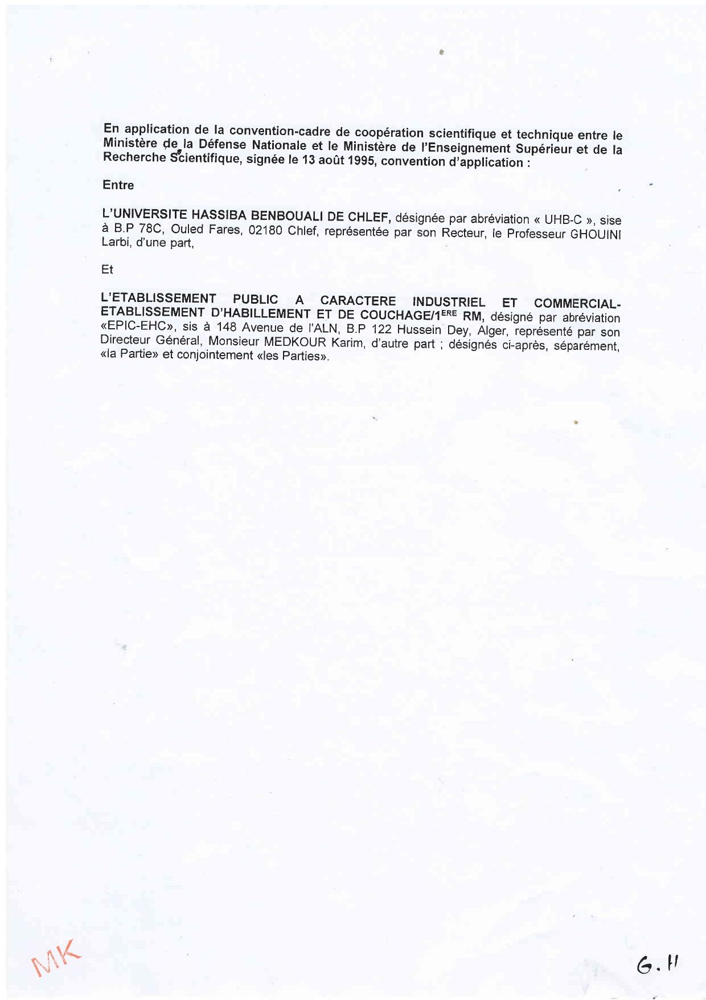 En application de la convention-cadre de coopération scientifique et technique entre le
Ministère de la Défense Nationale et le Ministère de l'Enseignement Supérieur et de la
Recherche Scientifique, signée le 13 août 1995, convention d'application :
Entre
L'UNIVERSITE HASSIBA BENBOUALI DE CHLEF, désignée par abréviation « UHB-C », sise
à B.P 78C, Ouled Fares, 02180 Chlef, représentée par son Recteur, le Professeur GHOUINI
Larbi, d'une part,
Et
L'ETABLISSEMENT PUBLIC A CARACTERE INDUSTRIEL ET COMMERCIAL-
ETABLISSEMENT D'HABILLEMENT ET DE COUCHAGE/1ERE RM, désigné par abréviation
«EPIC-EHC», sis à 148 Avenue de l'ALN, B.P 122 Hussein Dey, Alger, représenté par son
Directeur Général, Monsieur MEDKOUR Karim, d'autre part ; désignés ci-après, séparément,
«la Partie» et conjointement «les Parties».
MK